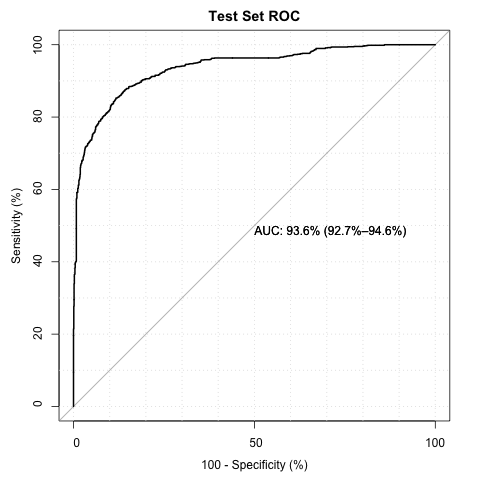 Test Set ROC
100
80
60
40
20
0
Sensitivity (%)
AUC: 93.6% (92.7%–94.6%)
0 50 100
100 - Specificity (%)